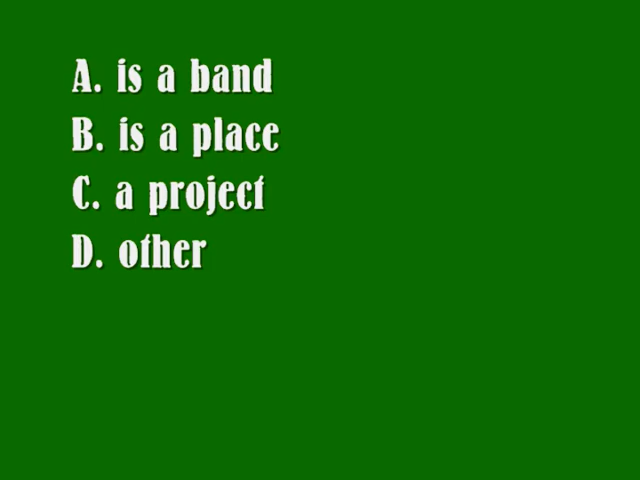 A. is a band
B. is a place
C. a project
D. other